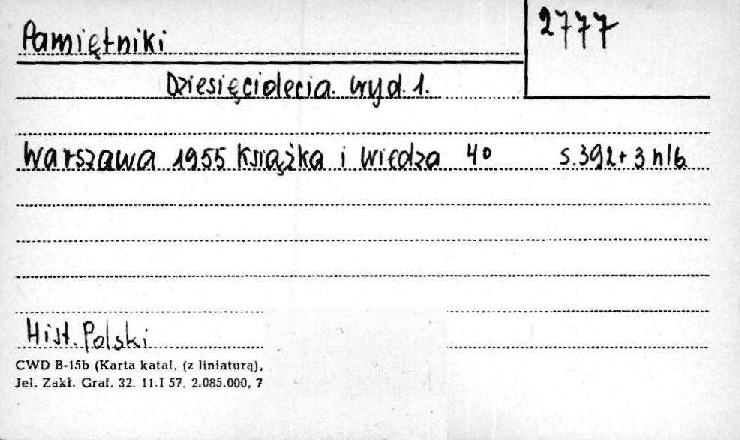 Pamiętniki
2777
Dziesięciolecia. wyd. 1.
Warszawa 1955 Książka i Wiedza 4° s.392+3 nlb
Hist. Polski
CWD B-15b (Karta katal. (z liniaturą).
Jel. Zakł. Graf. 32. 11.I 57. 2.085.000, 7